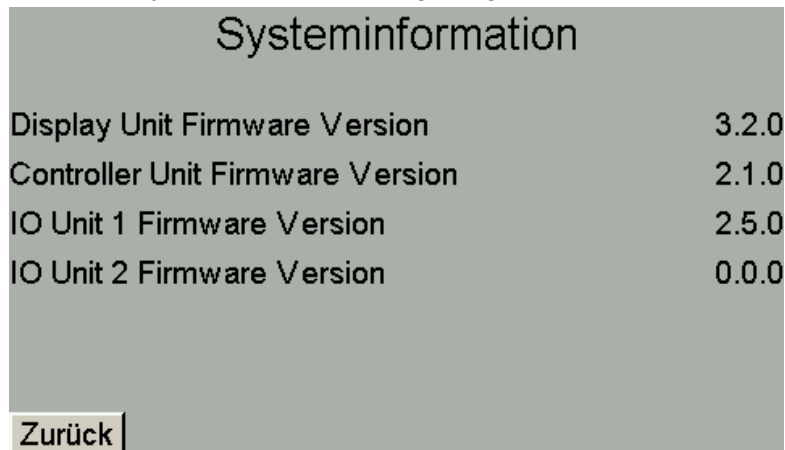 Systeminformation
Display Unit Firmware Version 3.2.0
Controller Unit Firmware Version 2.1.0
IO Unit 1 Firmware Version 2.5.0
IO Unit 2 Firmware Version 0.0.0
Zurück